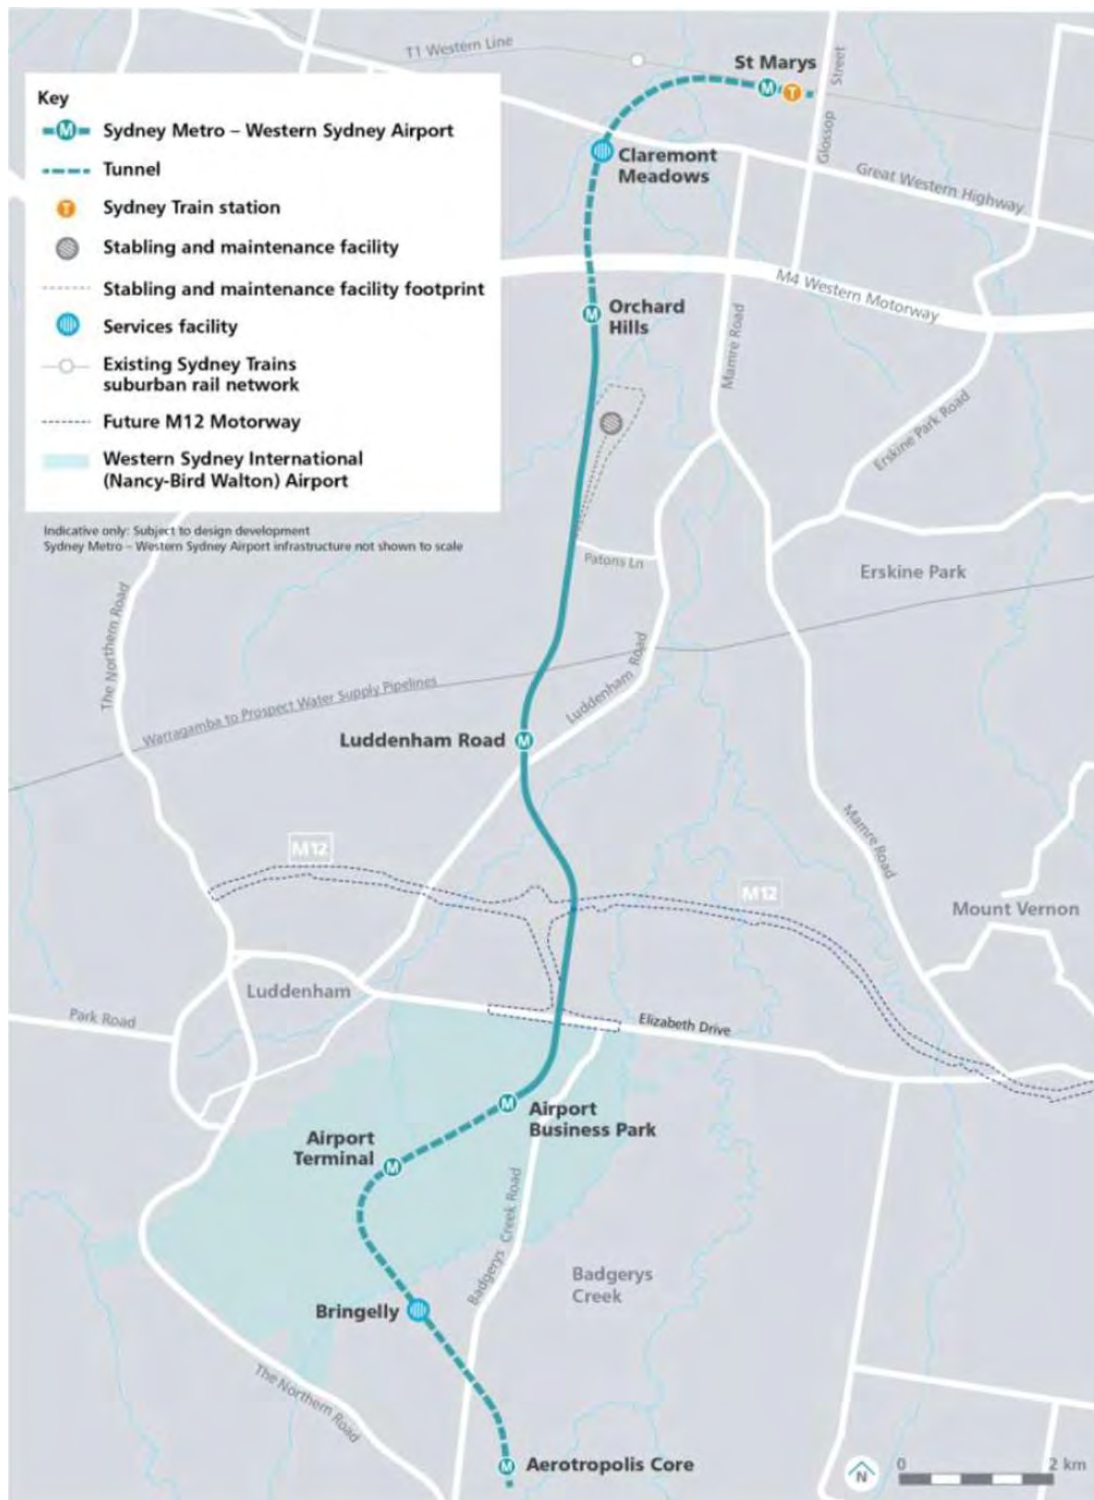 T1 Western Line
St Marys
M
T
Glossop
Street
Key
M
Sydney Metro – Western Sydney Airport
Tunnel
T
Sydney Train station
Stabling and maintenance facility
Stabling and maintenance facility footprint
Services facility
Existing Sydney Trains
suburban rail network
Future M12 Motorway
Western Sydney International
(Nancy-Bird Walton) Airport
Indicative only: Subject to design development
Sydney Metro – Western Sydney Airport infrastructure not shown to scale
Claremont
Meadows
Great Western Highway
M4 Western Motorway
M
Orchard
Hills
Mamre Road
Erskine Park Road
Patons Ln
Erskine Park
The Northern Road
Warragamba to Prospect Water Supply Pipelines
Luddenham Road
Luddenham Road
M
Mamre Road
M12
M12
Mount Vernon
Luddenham
Park Road
Elizabeth Drive
M
Airport
Business Park
Airport
Terminal
M
Badgerys Creek Road
Badgerys
Creek
Bringelly
The Northern Road
M
Aerotropolis Core
N
0
2 km